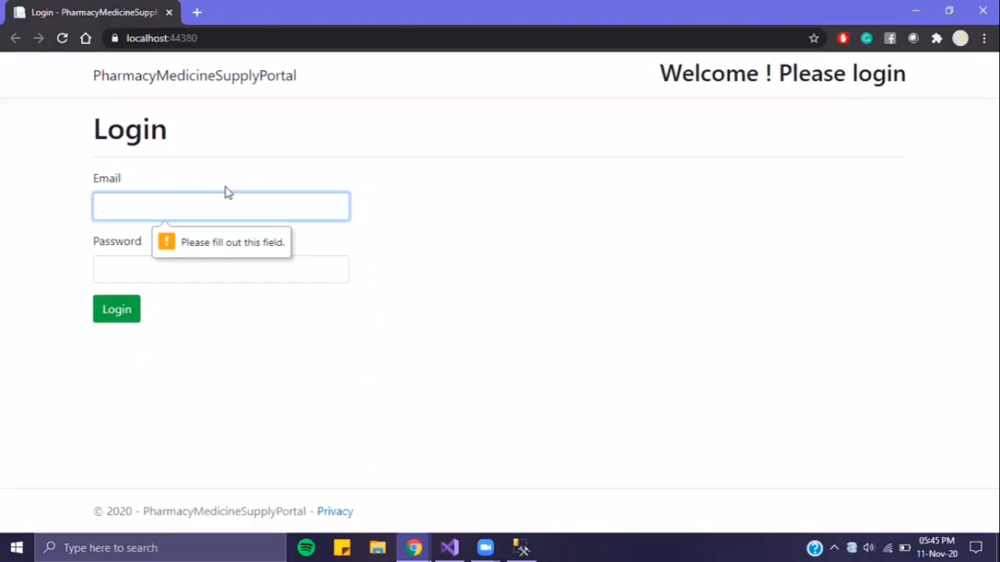 Login - PharmacyMedicineSuppl
localhost:44380
PharmacyMedicineSupplyPortal
Welcome ! Please login
Login
Email
Please fill out this field.
Password
Login
© 2020 - PharmacyMedicineSupplyPortal - Privacy
Type here to search
05:45 PM
11-Nov-20